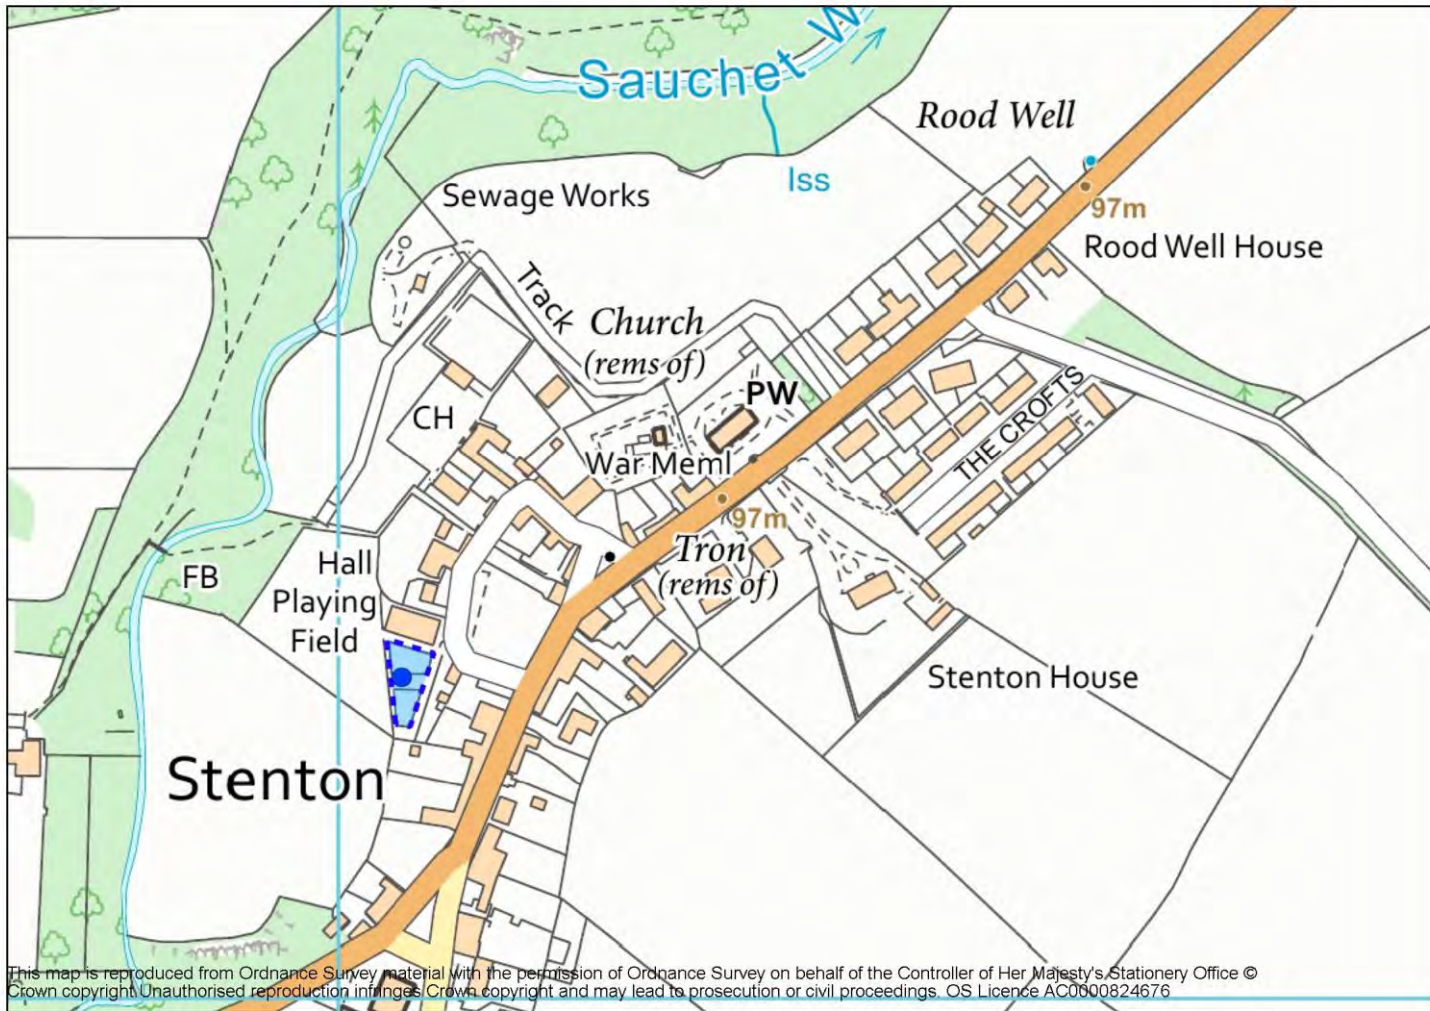 Sauchet W
Rood Well
Iss
Sewage Works
97m
Rood Well House
Track
Church
(rems of)
PW
CH
THE CROFTS
War Meml
97m
Tron
(rems of)
Hall
FB
Playing
Field
Stenton House
Stenton
This map is reproduced from Ordnance Survey material with the permission of Ordnance Survey on behalf of the Controller of Her Majesty's Stationery Office ©
Crown copyright Unauthorised reproduction infringes Crown copyright and may lead to prosecution or civil proceedings. OS Licence AC0000824676